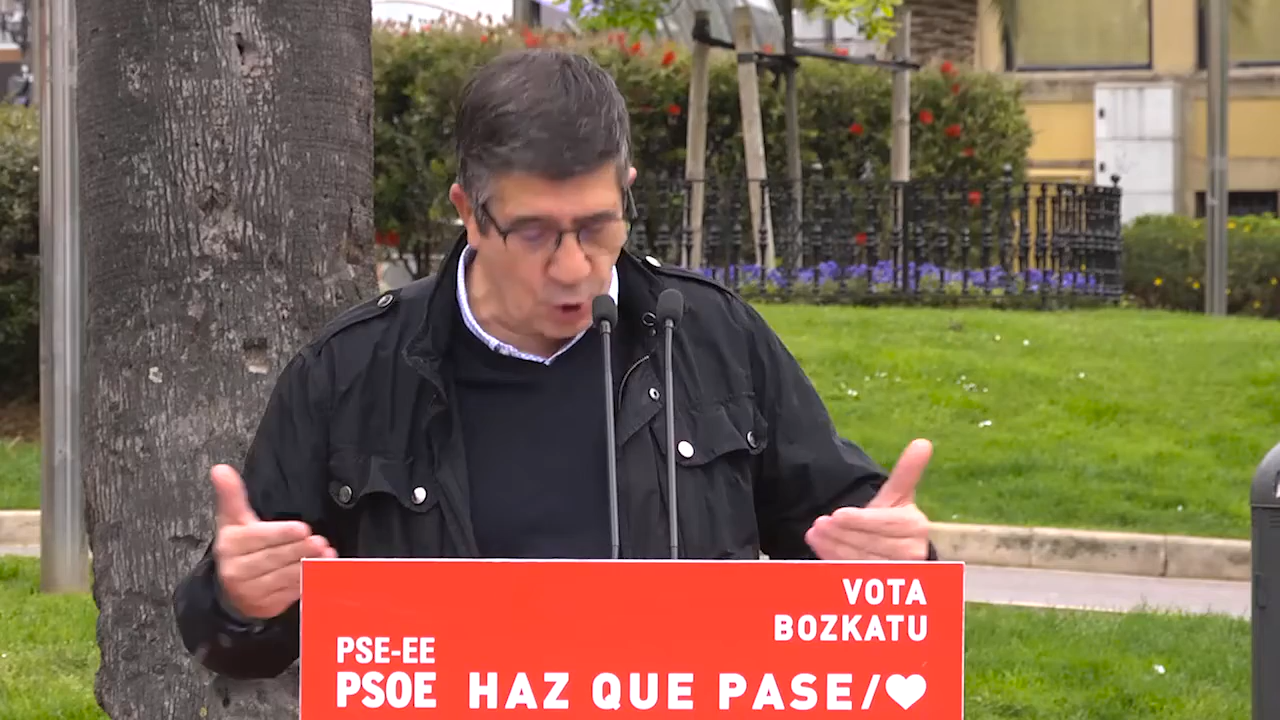 VOTA
BOZKATU
PSE-EE
PSOE
HAZ QUE PASE/